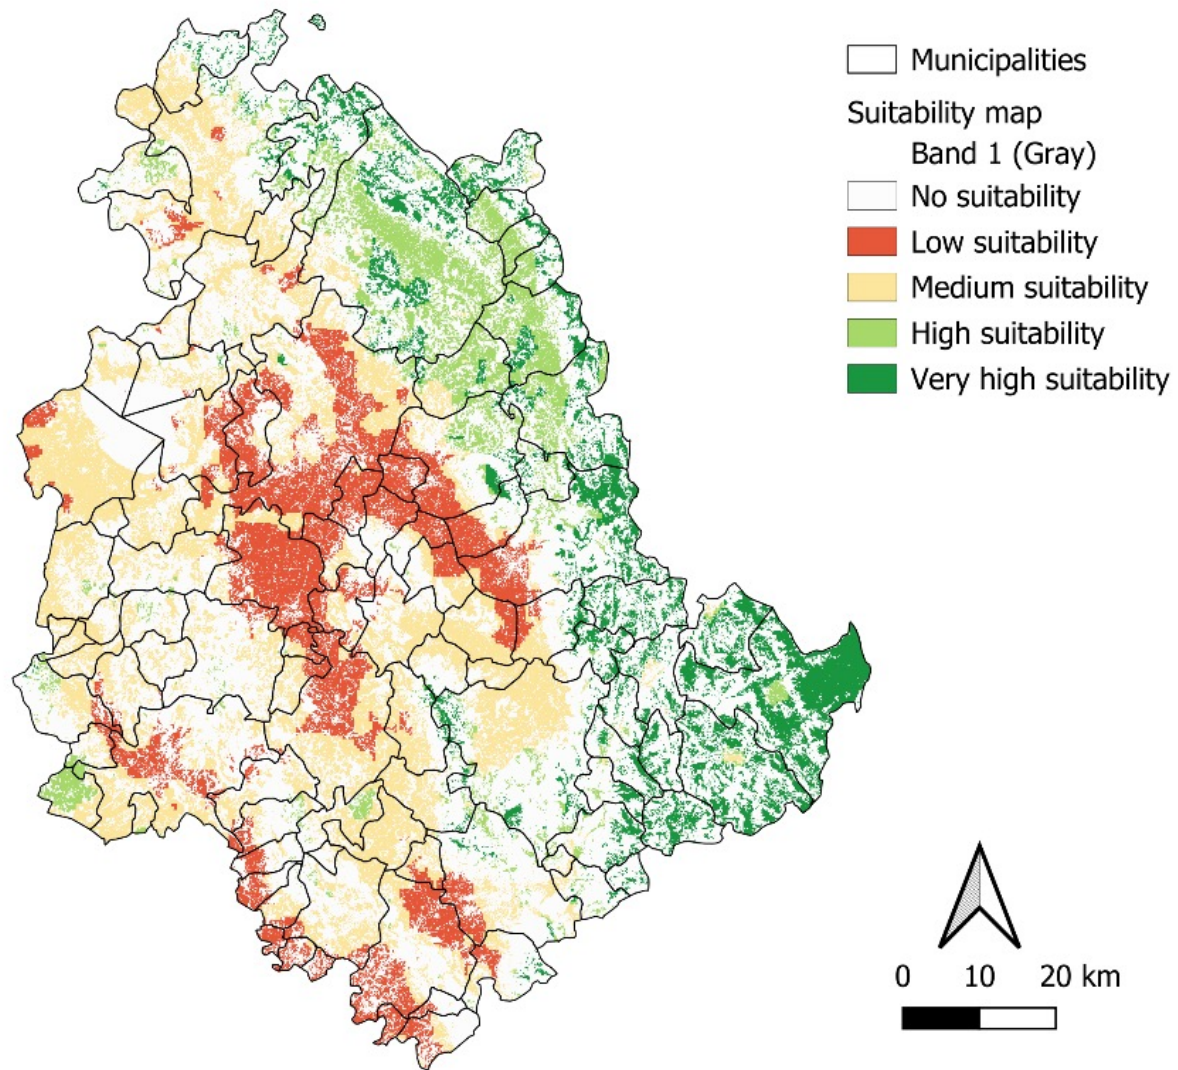 Municipalities
Suitability map
Band 1 (Gray)
No suitability
Low suitability
Medium suitability
High suitability
Very high suitability
0 10 20 km